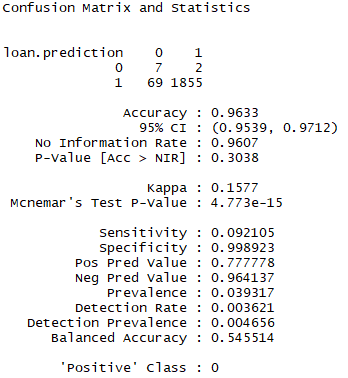 Confusion Matrix and Statistics
loan.prediction 0 1
0 7 2
1 69 1855
Accuracy : 0.9633
95% CI : (0.9539, 0.9712)
No Information Rate : 0.9607
P-Value [Acc > NIR] : 0.3038
Kappa : 0.1577
Mcnemar's Test P-Value : 4.773e-15
Sensitivity : 0.092105
Specificity : 0.998923
Pos Pred Value : 0.777778
Neg Pred Value : 0.964137
Prevalence : 0.039317
Detection Rate : 0.003621
Detection Prevalence : 0.004656
Balanced Accuracy : 0.545514
'Positive' Class : 0